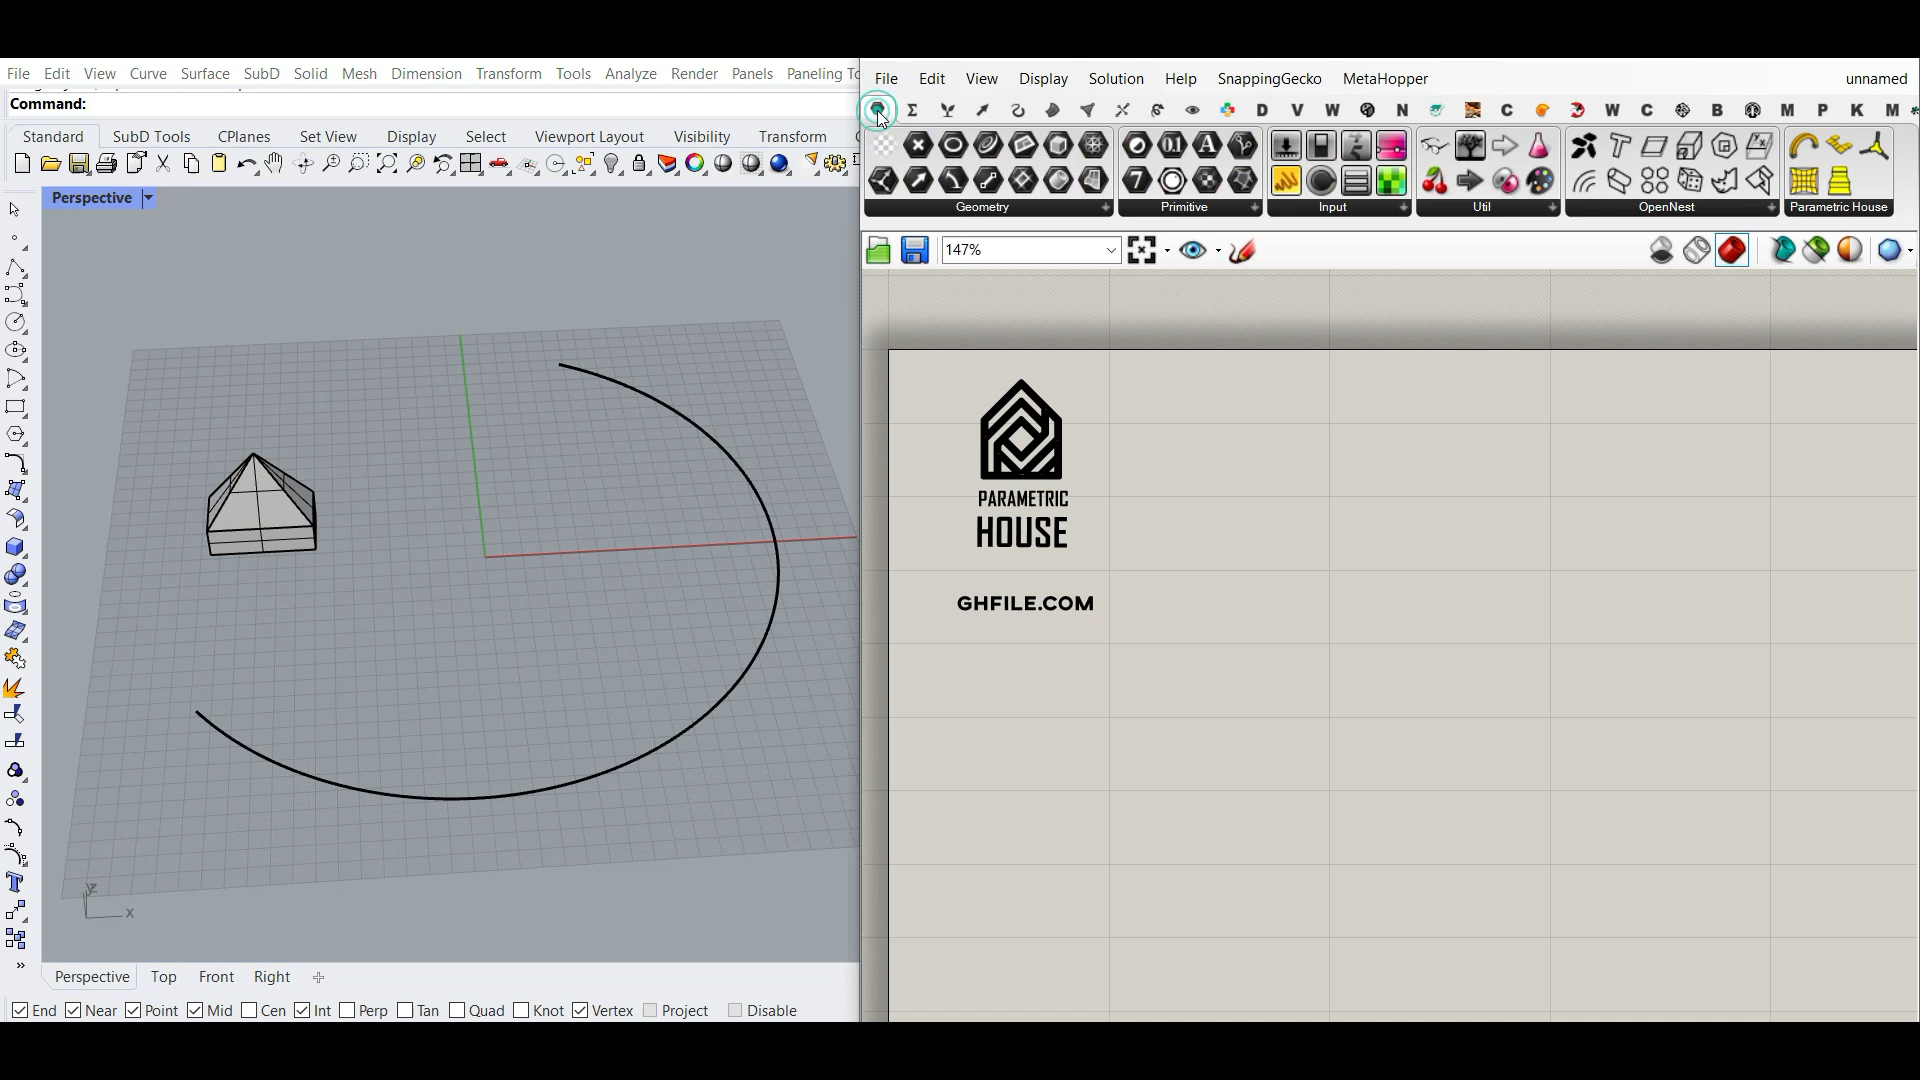 File Edit View Curve Surface SubD Solid Mesh Dimension Transform Tools Analyze Render Panels Paneling To
Command:
Standard CPlanes Set View Display Select Viewport Layout Visibility Transform
SubD Tools
Perspective
y
x
Perspective Top Front Right
End Near Point Mid Cen Int Perp Tan Quad Knot Vertex Project Disable
File Edit View Display Solution Help SnappingGecko MetaHopper unnamed
D V W N C W C B M P K M
Geometry Primitive Input Util OpenNest Parametric House
147%
PARAMETRIC
HOUSE
GHFILE.COM